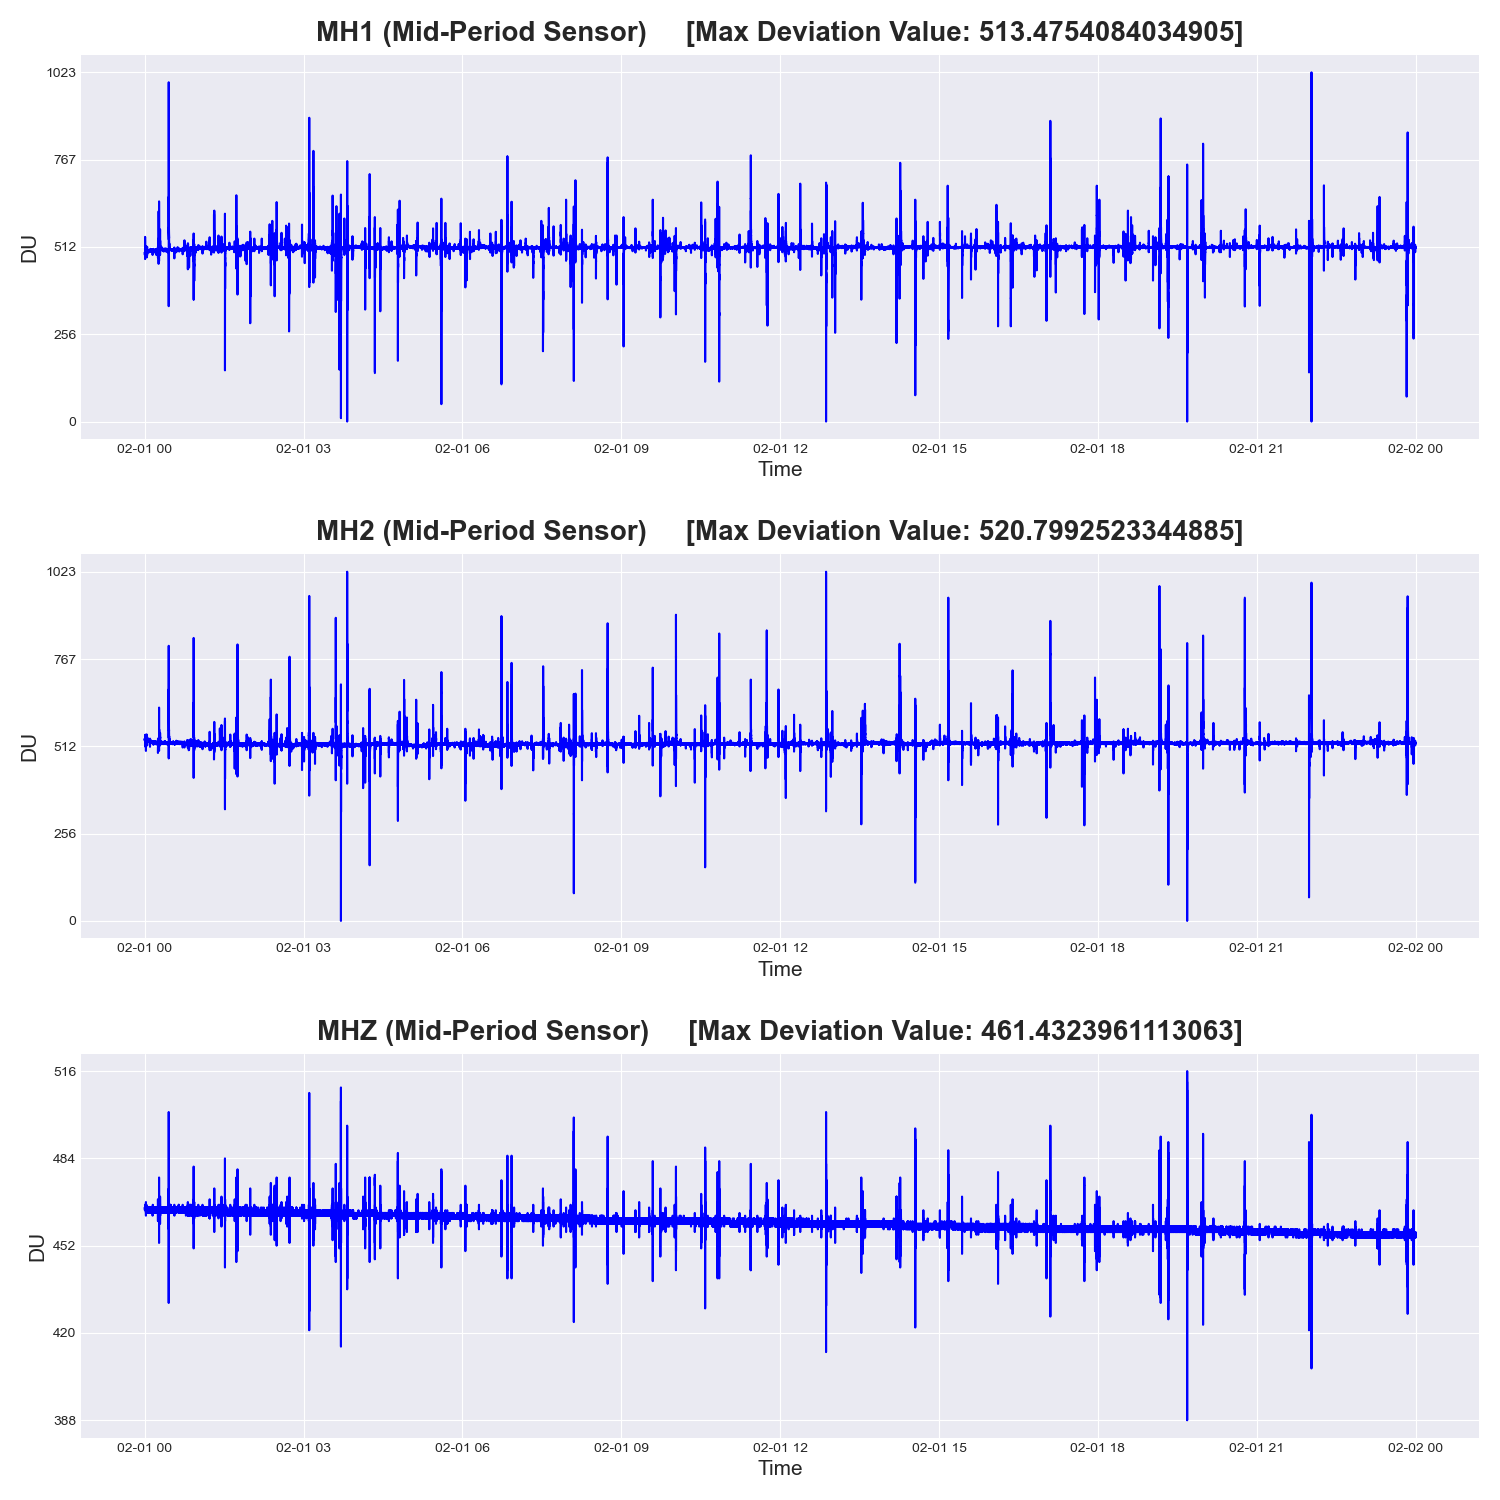 MH1 (Mid-Period Sensor) [Max Deviation Value: 513.4754084034905]
1023
767
512
256
0
DU
02-01 00 02-01 03 02-01 06 02-01 09 02-01 12 02-01 15 02-01 18 02-01 21 02-02 00
Time
MH2 (Mid-Period Sensor) [Max Deviation Value: 520.7992523344885]
1023
767
512
256
0
DU
02-01 00 02-01 03 02-01 06 02-01 09 02-01 12 02-01 15 02-01 18 02-01 21 02-02 00
Time
MHZ (Mid-Period Sensor) [Max Deviation Value: 461.4323961113063]
516
484
452
420
388
DU
02-01 00 02-01 03 02-01 06 02-01 09 02-01 12 02-01 15 02-01 18 02-01 21 02-02 00
Time